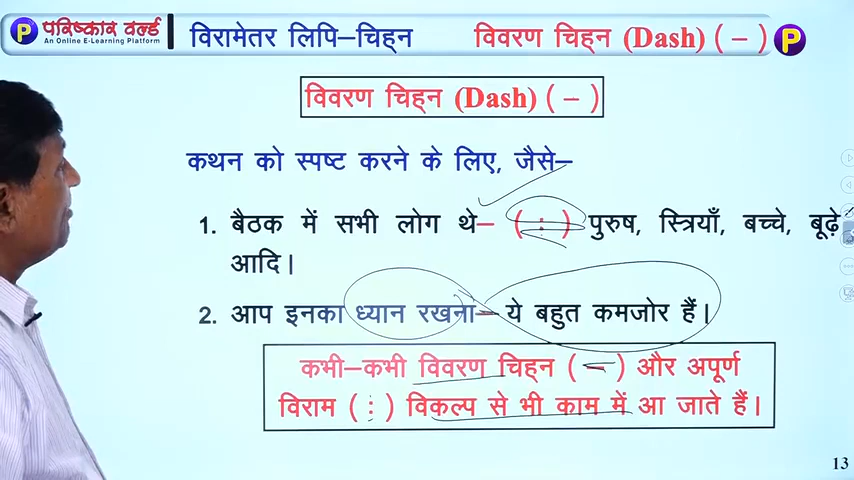 परिष्कार वर्ल्ड
An Online E-Learning Platform
विरामेतर लिपि–चिह्न विवरण चिह्न (Dash) ( – ) P
विवरण चिह्न (Dash) ( – )
कथन को स्पष्ट करने के लिए, जैसे–
1. बैठक में सभी लोग थे– ( : ) पुरुष, स्त्रियाँ, बच्चे, बूढ़े
आदि।
2. आप इनका ध्यान रखना– ये बहुत कमजोर हैं।
कभी–कभी विवरण चिह्न ( – ) और अपूर्ण
विराम ( : ) विकल्प से भी काम में आ जाते हैं।
13